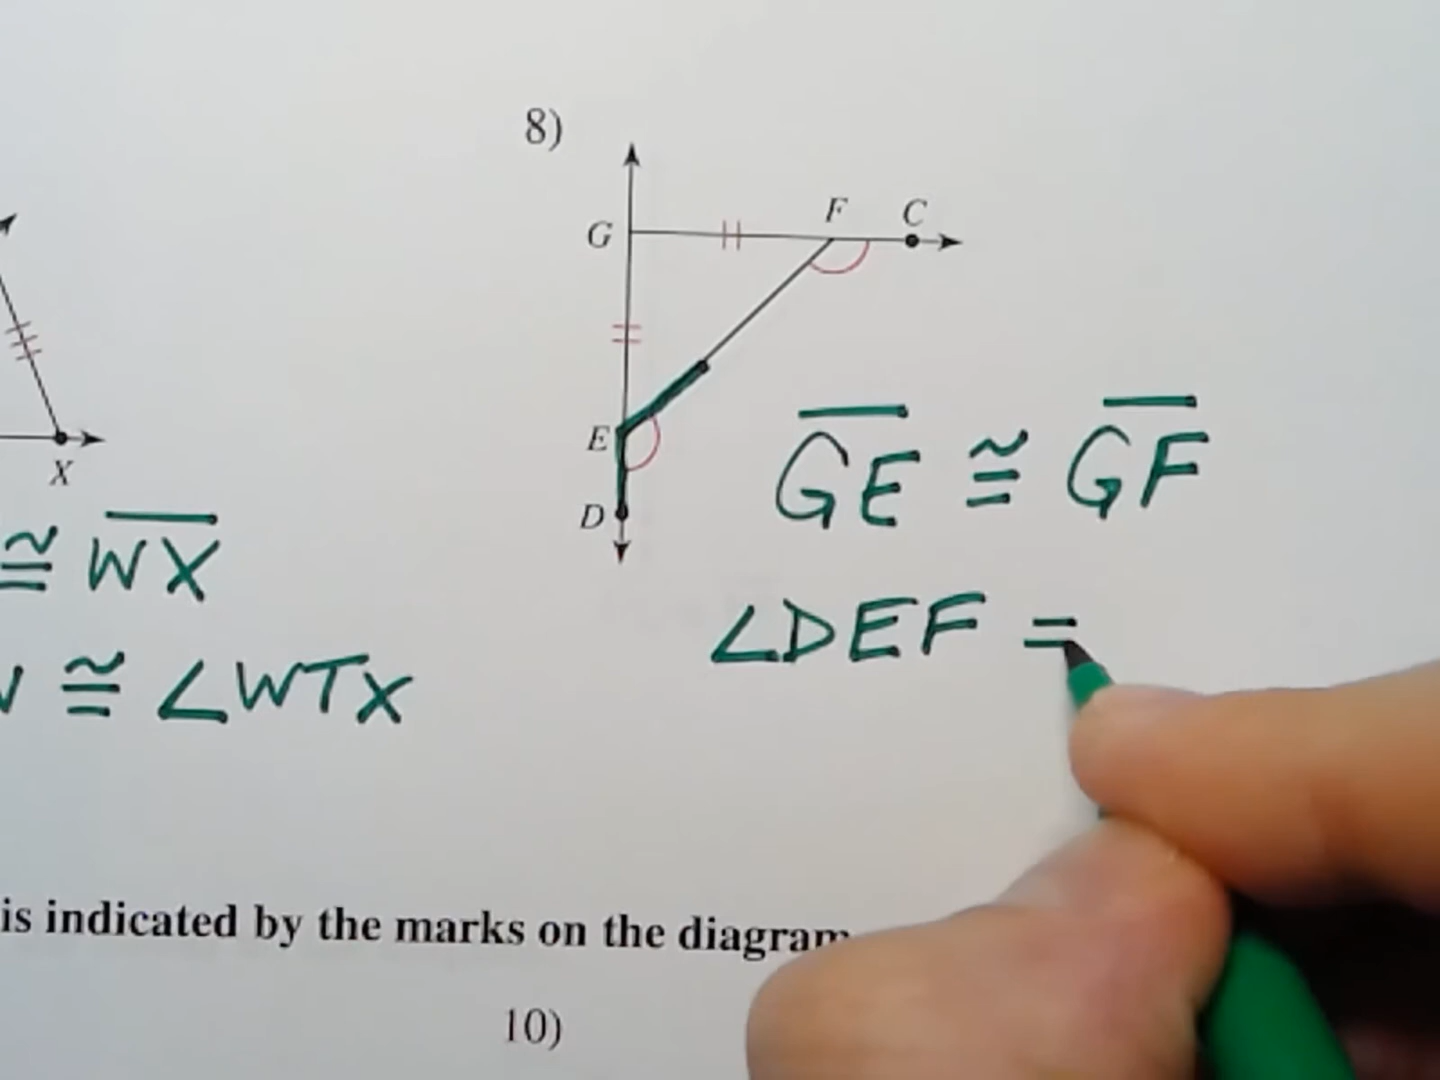 8)
F C
G
E
D
X
GE ≅ GF
≅ WX
∠DEF =
≅ ∠WTX
is indicated by the marks on the diagram
10)